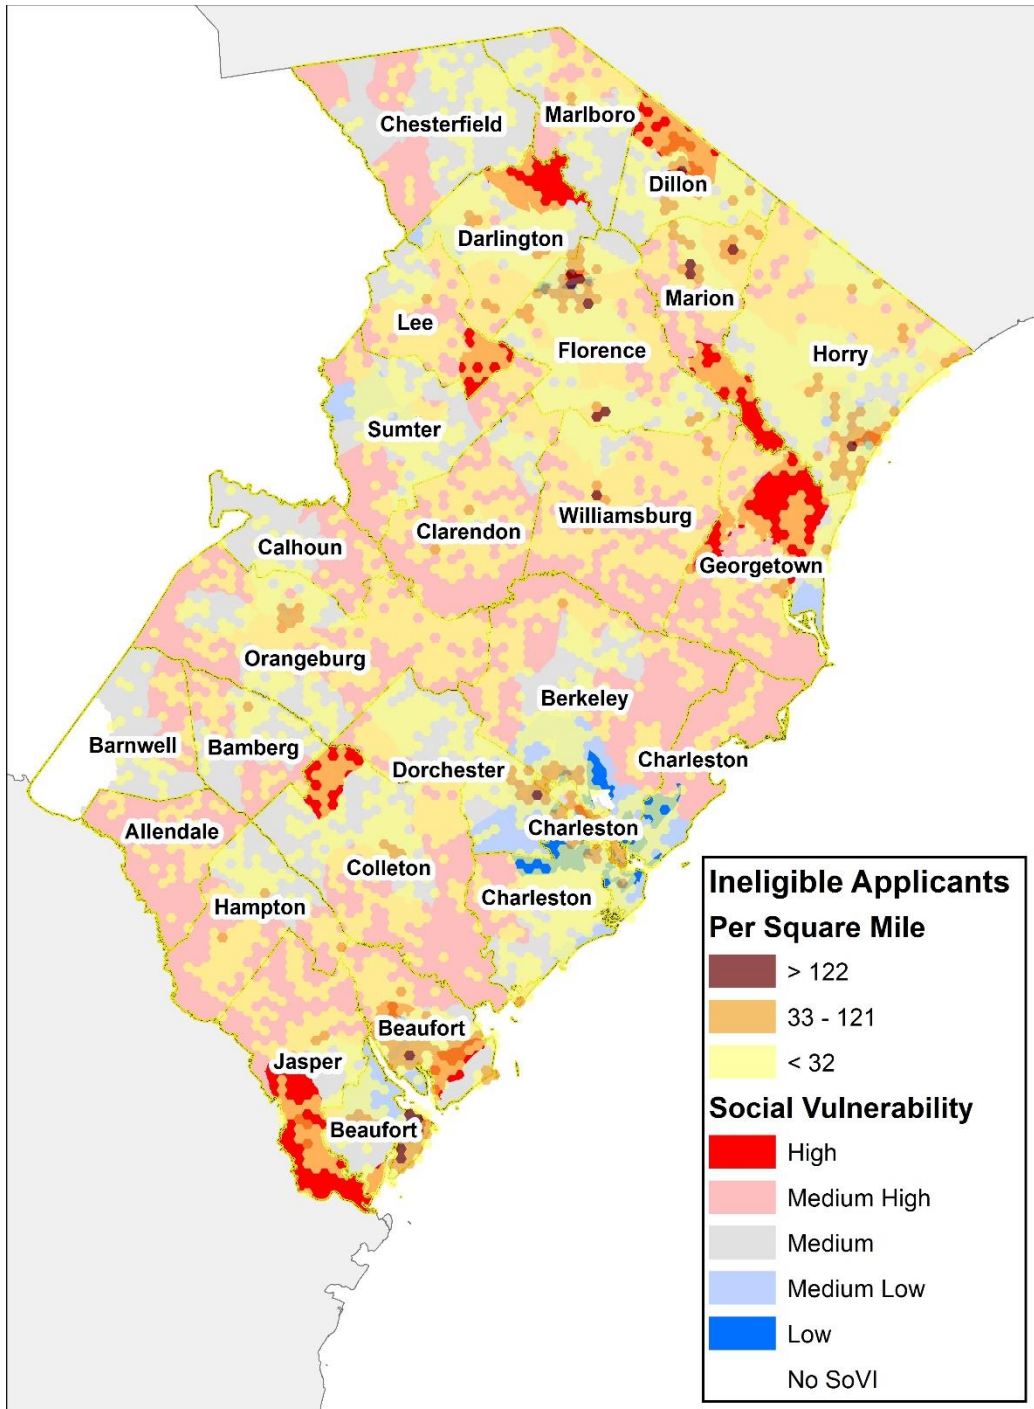 Chesterfield
Marlboro
Dillon
Darlington
Marion
Lee
Florence
Horry
Sumter
Williamsburg
Clarendon
Calhoun
Georgetown
Orangeburg
Berkeley
Barnwell
Bamberg
Charleston
Dorchester
Allendale
Charleston
Colleton
Charleston
Hampton
Beaufort
Jasper
Beaufort
Ineligible Applicants
Per Square Mile
> 122
33 - 121
< 32
Social Vulnerability
High
Medium High
Medium
Medium Low
Low
No SoVI